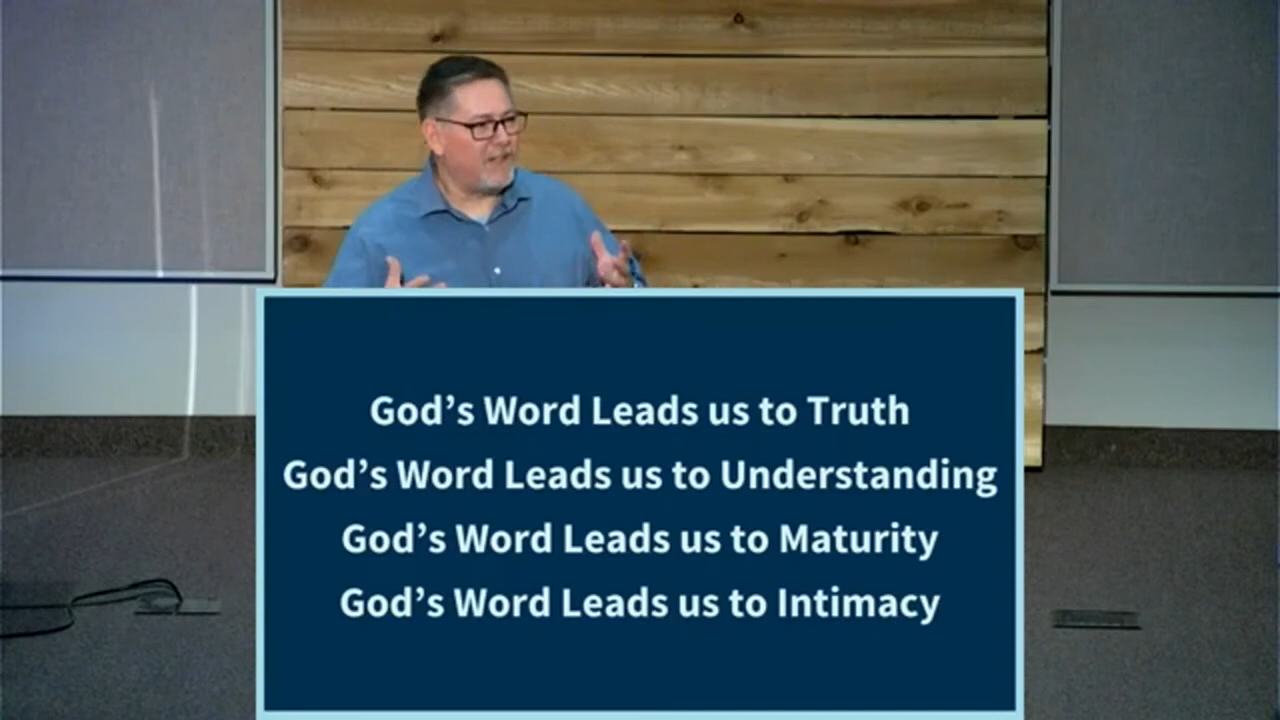 God’s Word Leads us to Truth
God’s Word Leads us to Understanding
God’s Word Leads us to Maturity
God’s Word Leads us to Intimacy